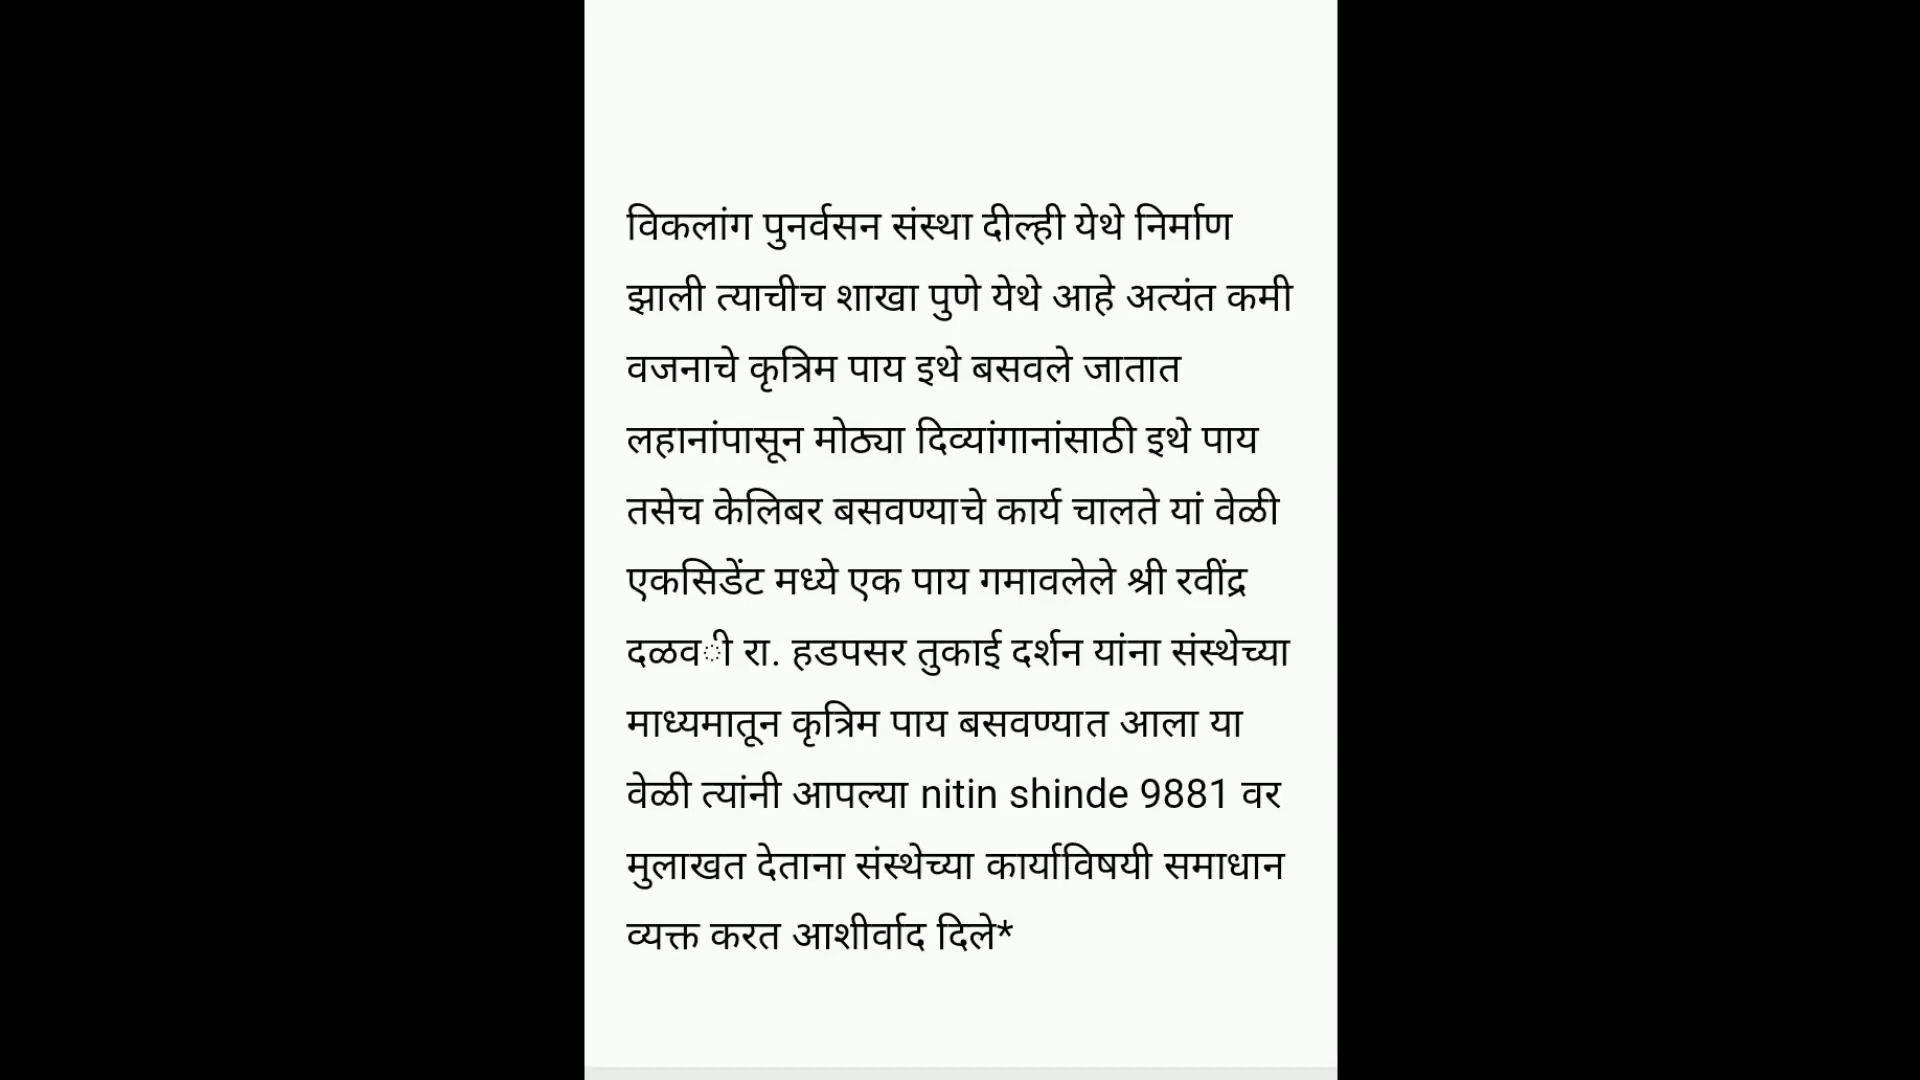 विकलांग पुनर्वसन संस्था दील्ही येथे निर्माण
झाली त्याचीच शाखा पुणे येथे आहे अत्यंत कमी
वजनाचे कृत्रिम पाय इथे बसवले जातात
लहानांपासून मोठ्या दिव्यांगानांसाठी इथे पाय
तसेच केलिबर बसवण्याचे कार्य चालते यां वेळी
एकसिडेंट मध्ये एक पाय गमावलेले श्री रवींद्र
दळव◌ी रा. हडपसर तुकाई दर्शन यांना संस्थेच्या
माध्यमातून कृत्रिम पाय बसवण्यात आला या
वेळी त्यांनी आपल्या nitin shinde 9881 वर
मुलाखत देताना संस्थेच्या कार्याविषयी समाधान
व्यक्त करत आशीर्वाद दिले*